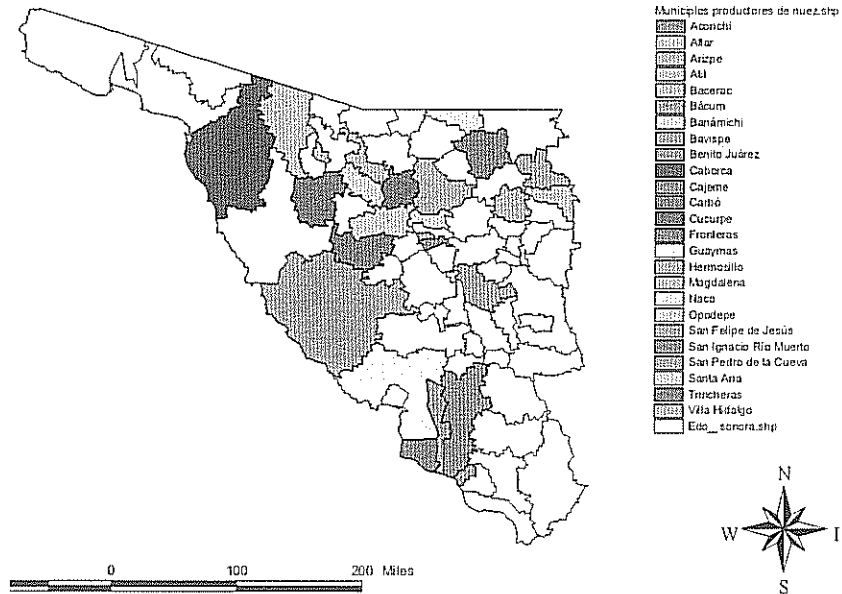 Municipios productores de nuez.shp
Aconchi
Altar
Arizpe
Atil
Bacerac
Bácum
Banámichi
Bavispe
Benito Juárez
Caborca
Cajeme
Carbó
Cucurpe
Fronteras
Guaymas
Hermosillo
Magdalena
Naco
Opodepe
San Felipe de Jesús
San Ignacio Río Muerto
San Pedro de la Cueva
Santa Ana
Trincheras
Villa Hidalgo
Edo_sonora.shp
N
W
I
S
0 100 200 Miles